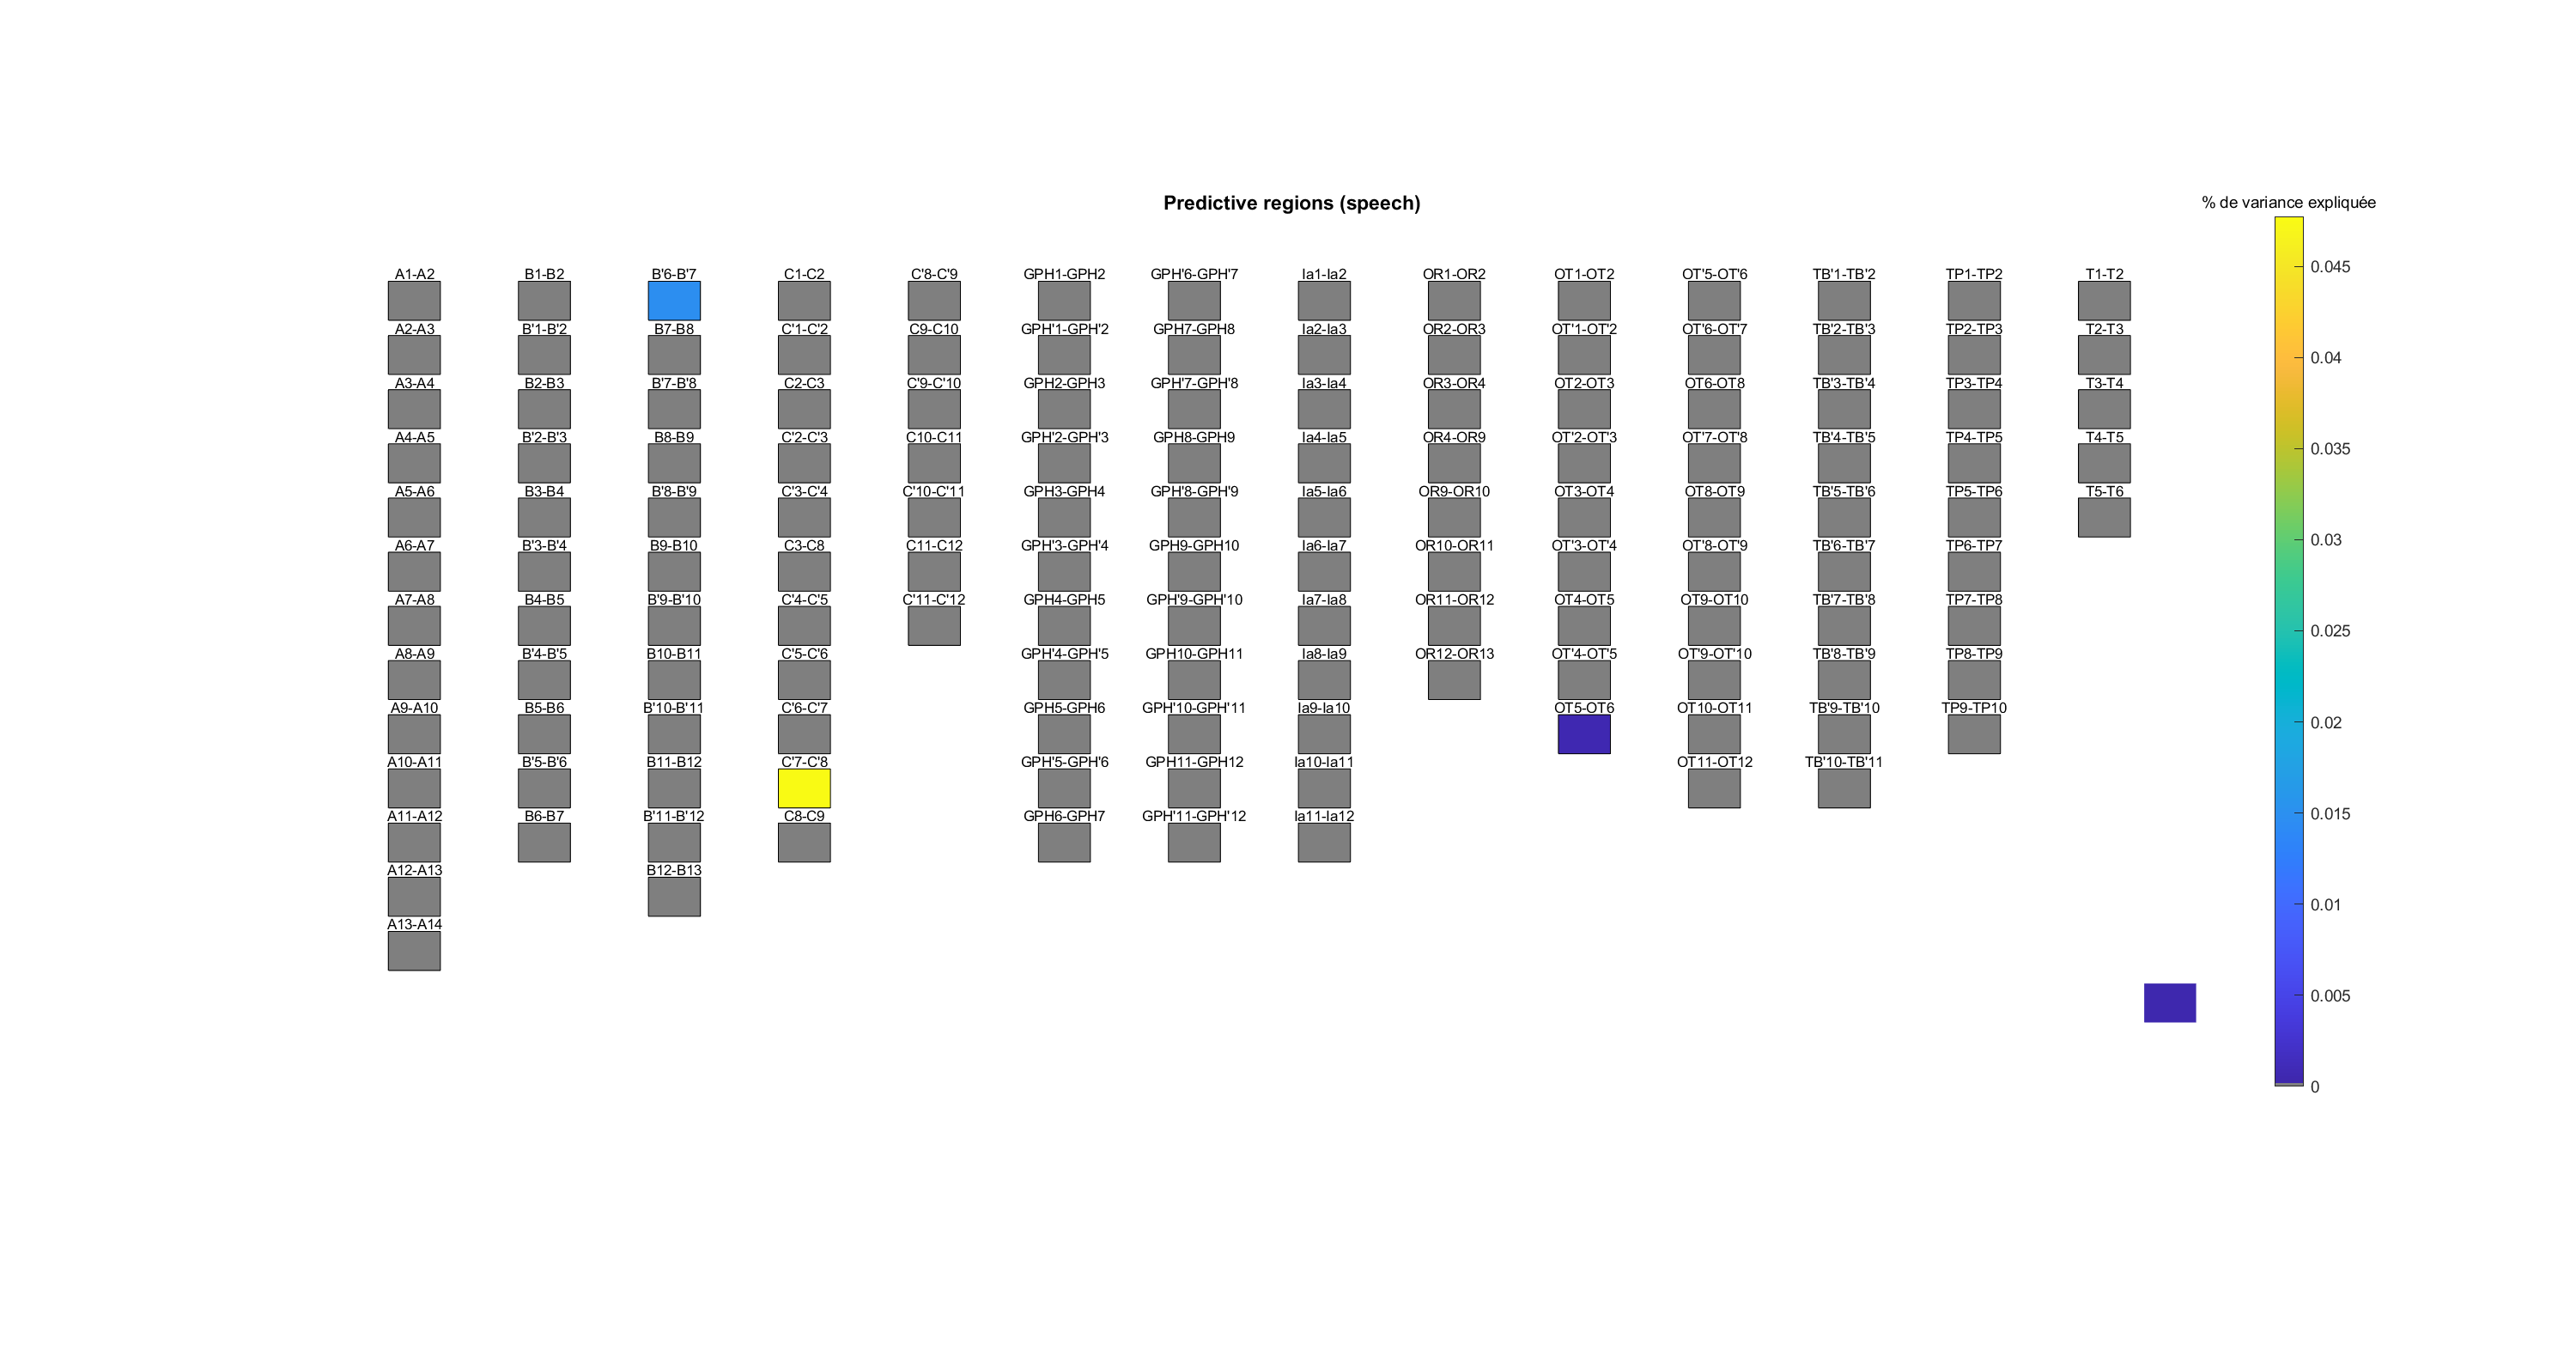 Predictive regions (speech)
% de variance expliquée
A1-A2 B1-B2 B'6-B'7 C1-C2 C'8-C'9 GPH1-GPH2 GPH'6-GPH'7 Ia1-Ia2 OR1-OR2 OT1-OT2 OT'5-OT'6 TB'1-TB'2 TP1-TP2 T1-T2
A2-A3 B'1-B'2 B7-B8 C'1-C'2 C9-C10 GPH'1-GPH'2 GPH7-GPH8 Ia2-Ia3 OR2-OR3 OT'1-OT'2 OT'6-OT'7 TB'2-TB'3 TP2-TP3 T2-T3
A3-A4 B2-B3 B'7-B'8 C2-C3 C'9-C'10 GPH2-GPH3 GPH'7-GPH'8 Ia3-Ia4 OR3-OR4 OT2-OT3 OT6-OT8 TB'3-TB'4 TP3-TP4 T3-T4
A4-A5 B'2-B'3 B8-B9 C'2-C'3 C10-C11 GPH'2-GPH'3 GPH8-GPH9 Ia4-Ia5 OR4-OR9 OT'2-OT'3 OT'7-OT'8 TB'4-TB'5 TP4-TP5 T4-T5
A5-A6 B3-B4 B'8-B'9 C'3-C'4 C'10-C'11 GPH3-GPH4 GPH'8-GPH'9 Ia5-Ia6 OR9-OR10 OT3-OT4 OT8-OT9 TB'5-TB'6 TP5-TP6 T5-T6
A6-A7 B'3-B'4 B9-B10 C3-C8 C11-C12 GPH'3-GPH'4 GPH9-GPH10 Ia6-Ia7 OR10-OR11 OT'3-OT'4 OT'8-OT'9 TB'6-TB'7 TP6-TP7
A7-A8 B4-B5 B'9-B'10 C'4-C'5 C'11-C'12 GPH4-GPH5 GPH'9-GPH'10 Ia7-Ia8 OR11-OR12 OT4-OT5 OT9-OT10 TB'7-TB'8 TP7-TP8
A8-A9 B'4-B'5 B10-B11 C'5-C'6 GPH'4-GPH'5 GPH10-GPH11 Ia8-Ia9 OR12-OR13 OT'4-OT'5 OT'9-OT'10 TB'8-TB'9 TP8-TP9
A9-A10 B5-B6 B'10-B'11 C'6-C'7 GPH5-GPH6 GPH'10-GPH'11 Ia9-Ia10 OT5-OT6 OT10-OT11 TB'9-TB'10 TP9-TP10
A10-A11 B'5-B'6 B11-B12 C'7-C'8 GPH'5-GPH'6 GPH11-GPH12 Ia10-Ia11 OT11-OT12 TB'10-TB'11
A11-A12 B6-B7 B'11-B'12 C8-C9 GPH6-GPH7 GPH'11-GPH'12 Ia11-Ia12
A12-A13 B12-B13
A13-A14
0.045
0.04
0.035
0.03
0.025
0.02
0.015
0.01
0.005
0